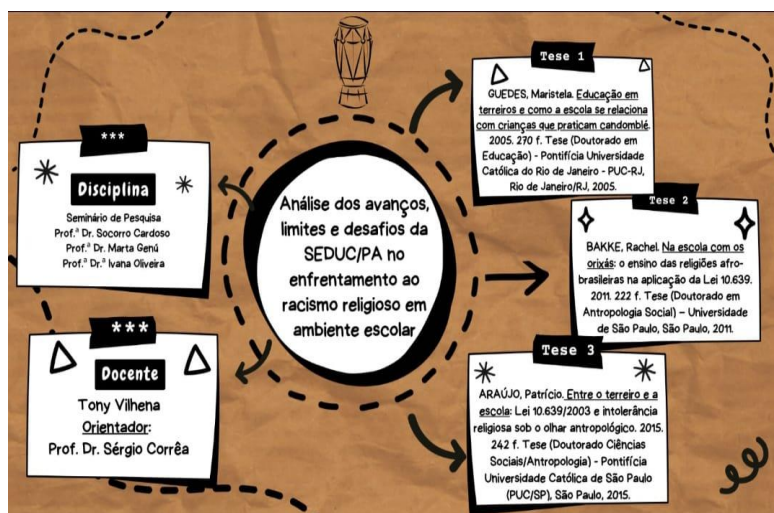 ***
Disciplina
Seminário de Pesquisa
Prof.ª Dr. Socorro Cardoso
Prof.ª Dr. Marta Genú
Prof.ª Dr.ª Ivana Oliveira
***
Docente
Tony Vilhena
Orientador:
Prof. Dr. Sérgio Corrêa
Análise dos avanços,
limites e desafios da
SEDUC/PA no
enfrentamento ao
racismo religioso em
ambiente escolar
Tese 1
GUEDES, Maristela. Educação em
terreiros e como a escola se relaciona
com crianças que praticam candomblé.
2005. 270 f. Tese (Doutorado em
Educação) - Pontifícia Universidade
Católica do Rio de Janeiro - PUC-RJ,
Rio de Janeiro/RJ, 2005.
Tese 2
BAKKE, Rachel. Na escola com os
orixás: o ensino das religiões afro-
brasileiras na aplicação da Lei 10.639.
2011. 222 f. Tese (Doutorado em
Antropologia Social) – Universidade
de São Paulo, São Paulo, 2011.
Tese 3
ARAÚJO, Patrício. Entre o terreiro e a
escola: Lei 10.639/2003 e intolerância
religiosa sob o olhar antropológico. 2015.
242 f. Tese (Doutorado Ciências
Sociais/Antropologia) - Pontifícia
Universidade Católica de São Paulo
(PUC/SP), São Paulo, 2015.